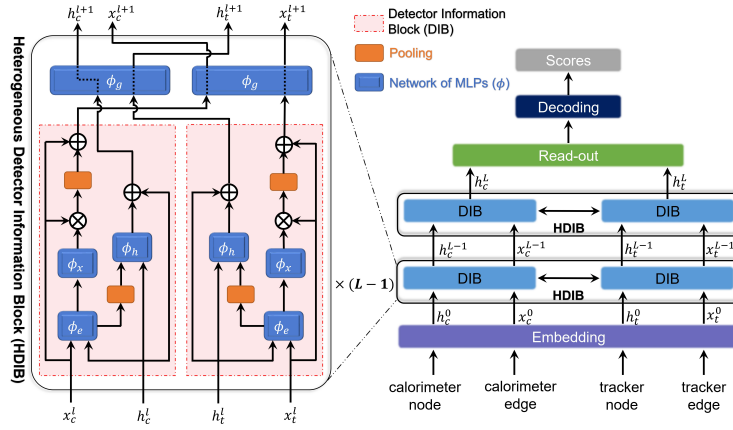 h_c^{l+1} x_c^{l+1} h_t^{l+1} x_t^{l+1}
Detector Information
Block (DIB)
Pooling
Network of MLPs (ϕ)
Heterogeneous Detector Information Block (HDIB)
ϕ_g ϕ_g
ϕ_x ϕ_h ϕ_h ϕ_x
ϕ_e ϕ_e
x_c^l h_c^l h_t^l x_t^l
× (L − 1)
Scores
Decoding
Read-out
h_c^L h_t^L
DIB DIB
HDIB
h_c^{L-1} x_c^{L-1} h_t^{L-1} x_t^{L-1}
DIB DIB
HDIB
h_c^0 x_c^0 h_t^0 x_t^0
Embedding
calorimeter calorimeter tracker tracker
node edge node edge